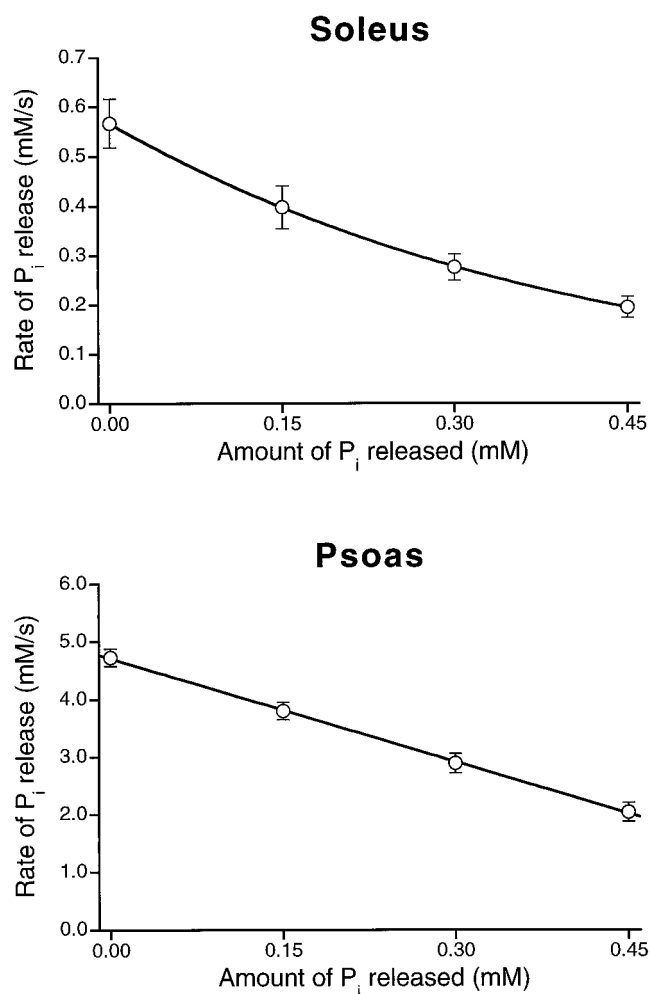 Soleus
Rate of Pi release (mM/s)
0.7
0.6
0.5
0.4
0.3
0.2
0.1
0.0
0.00 0.15 0.30 0.45
Amount of Pi released (mM)
Psoas
Rate of Pi release (mM/s)
6.0
5.0
4.0
3.0
2.0
1.0
0.0
0.00 0.15 0.30 0.45
Amount of Pi released (mM)